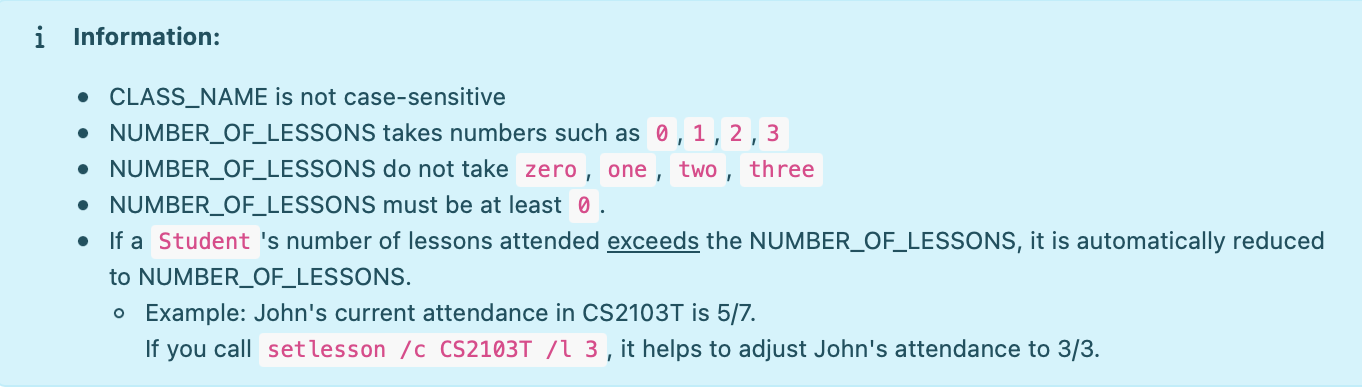 i Information:
CLASS_NAME is not case-sensitive
NUMBER_OF_LESSONS takes numbers such as 0, 1, 2, 3
NUMBER_OF_LESSONS do not take zero, one, two, three
NUMBER_OF_LESSONS must be at least 0.
If a Student's number of lessons attended exceeds the NUMBER_OF_LESSONS, it is automatically reduced
to NUMBER_OF_LESSONS.
Example: John's current attendance in CS2103T is 5/7.
If you call setlesson /c CS2103T /l 3, it helps to adjust John's attendance to 3/3.